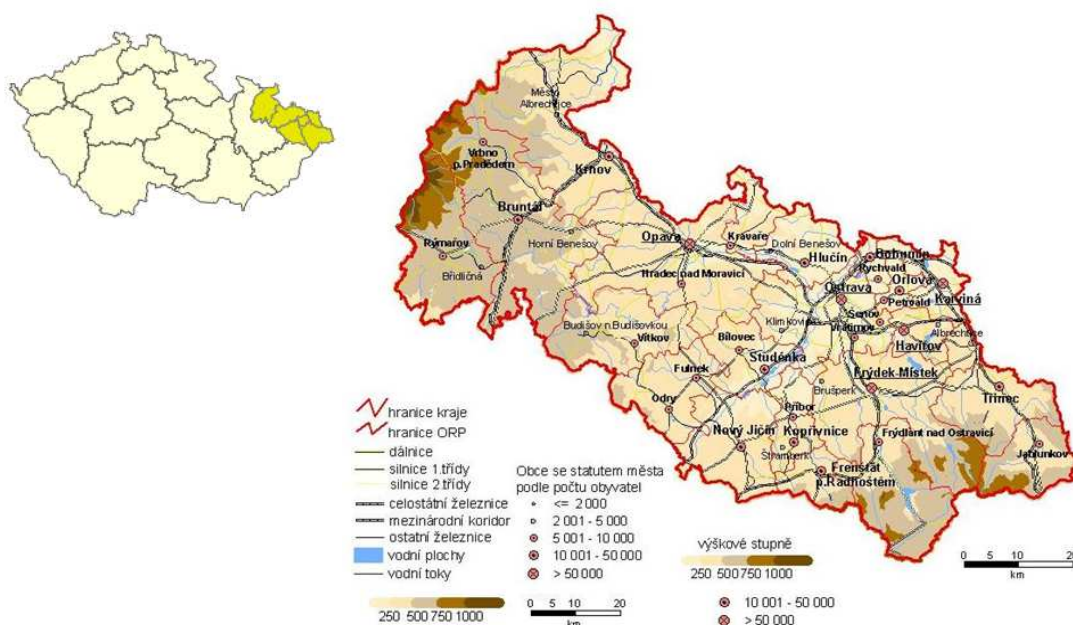 Město
Albrechtice
Vrbno
p.Pradědem
Krnov
Bruntál
Rýmařov
Břidličná
Horní Benešov
Opava
Kravaře
Dolní Benešov
Hlučín
Hradec nad Moravicí
Bohumín
Rychvald
Orlová
Ostrava
Petřvald
Karviná
Šenov
Klimkovice
Vratimov
Albrechtice
Havířov
Budišov n.Budišovkou
Vítkov
Bílovec
Studénka
Fulnek
Brušperk
Frýdek-Místek
Třinec
Odry
Příbor
Nový Jičín
Kopřivnice
Štramberk
Frýdlant nad Ostravicí
Jablunkov
Frenštát
p.Radhoštěm
hranice kraje
hranice ORP
dálnice
silnice 1.třídy
silnice 2.třídy
celostátní železnice
mezinárodní koridor
ostatní železnice
vodní plochy
vodní toky
250 500 750 1000
Obce se statutem města
podle počtu obyvatel
<= 2 000
2 001 - 5 000
5 001 - 10 000
10 001 - 50 000
> 50 000
0 5 10 20
km
výškové stupně
250 500 750 1000
10 001 - 50 000
> 50 000
0 5 10 20
km